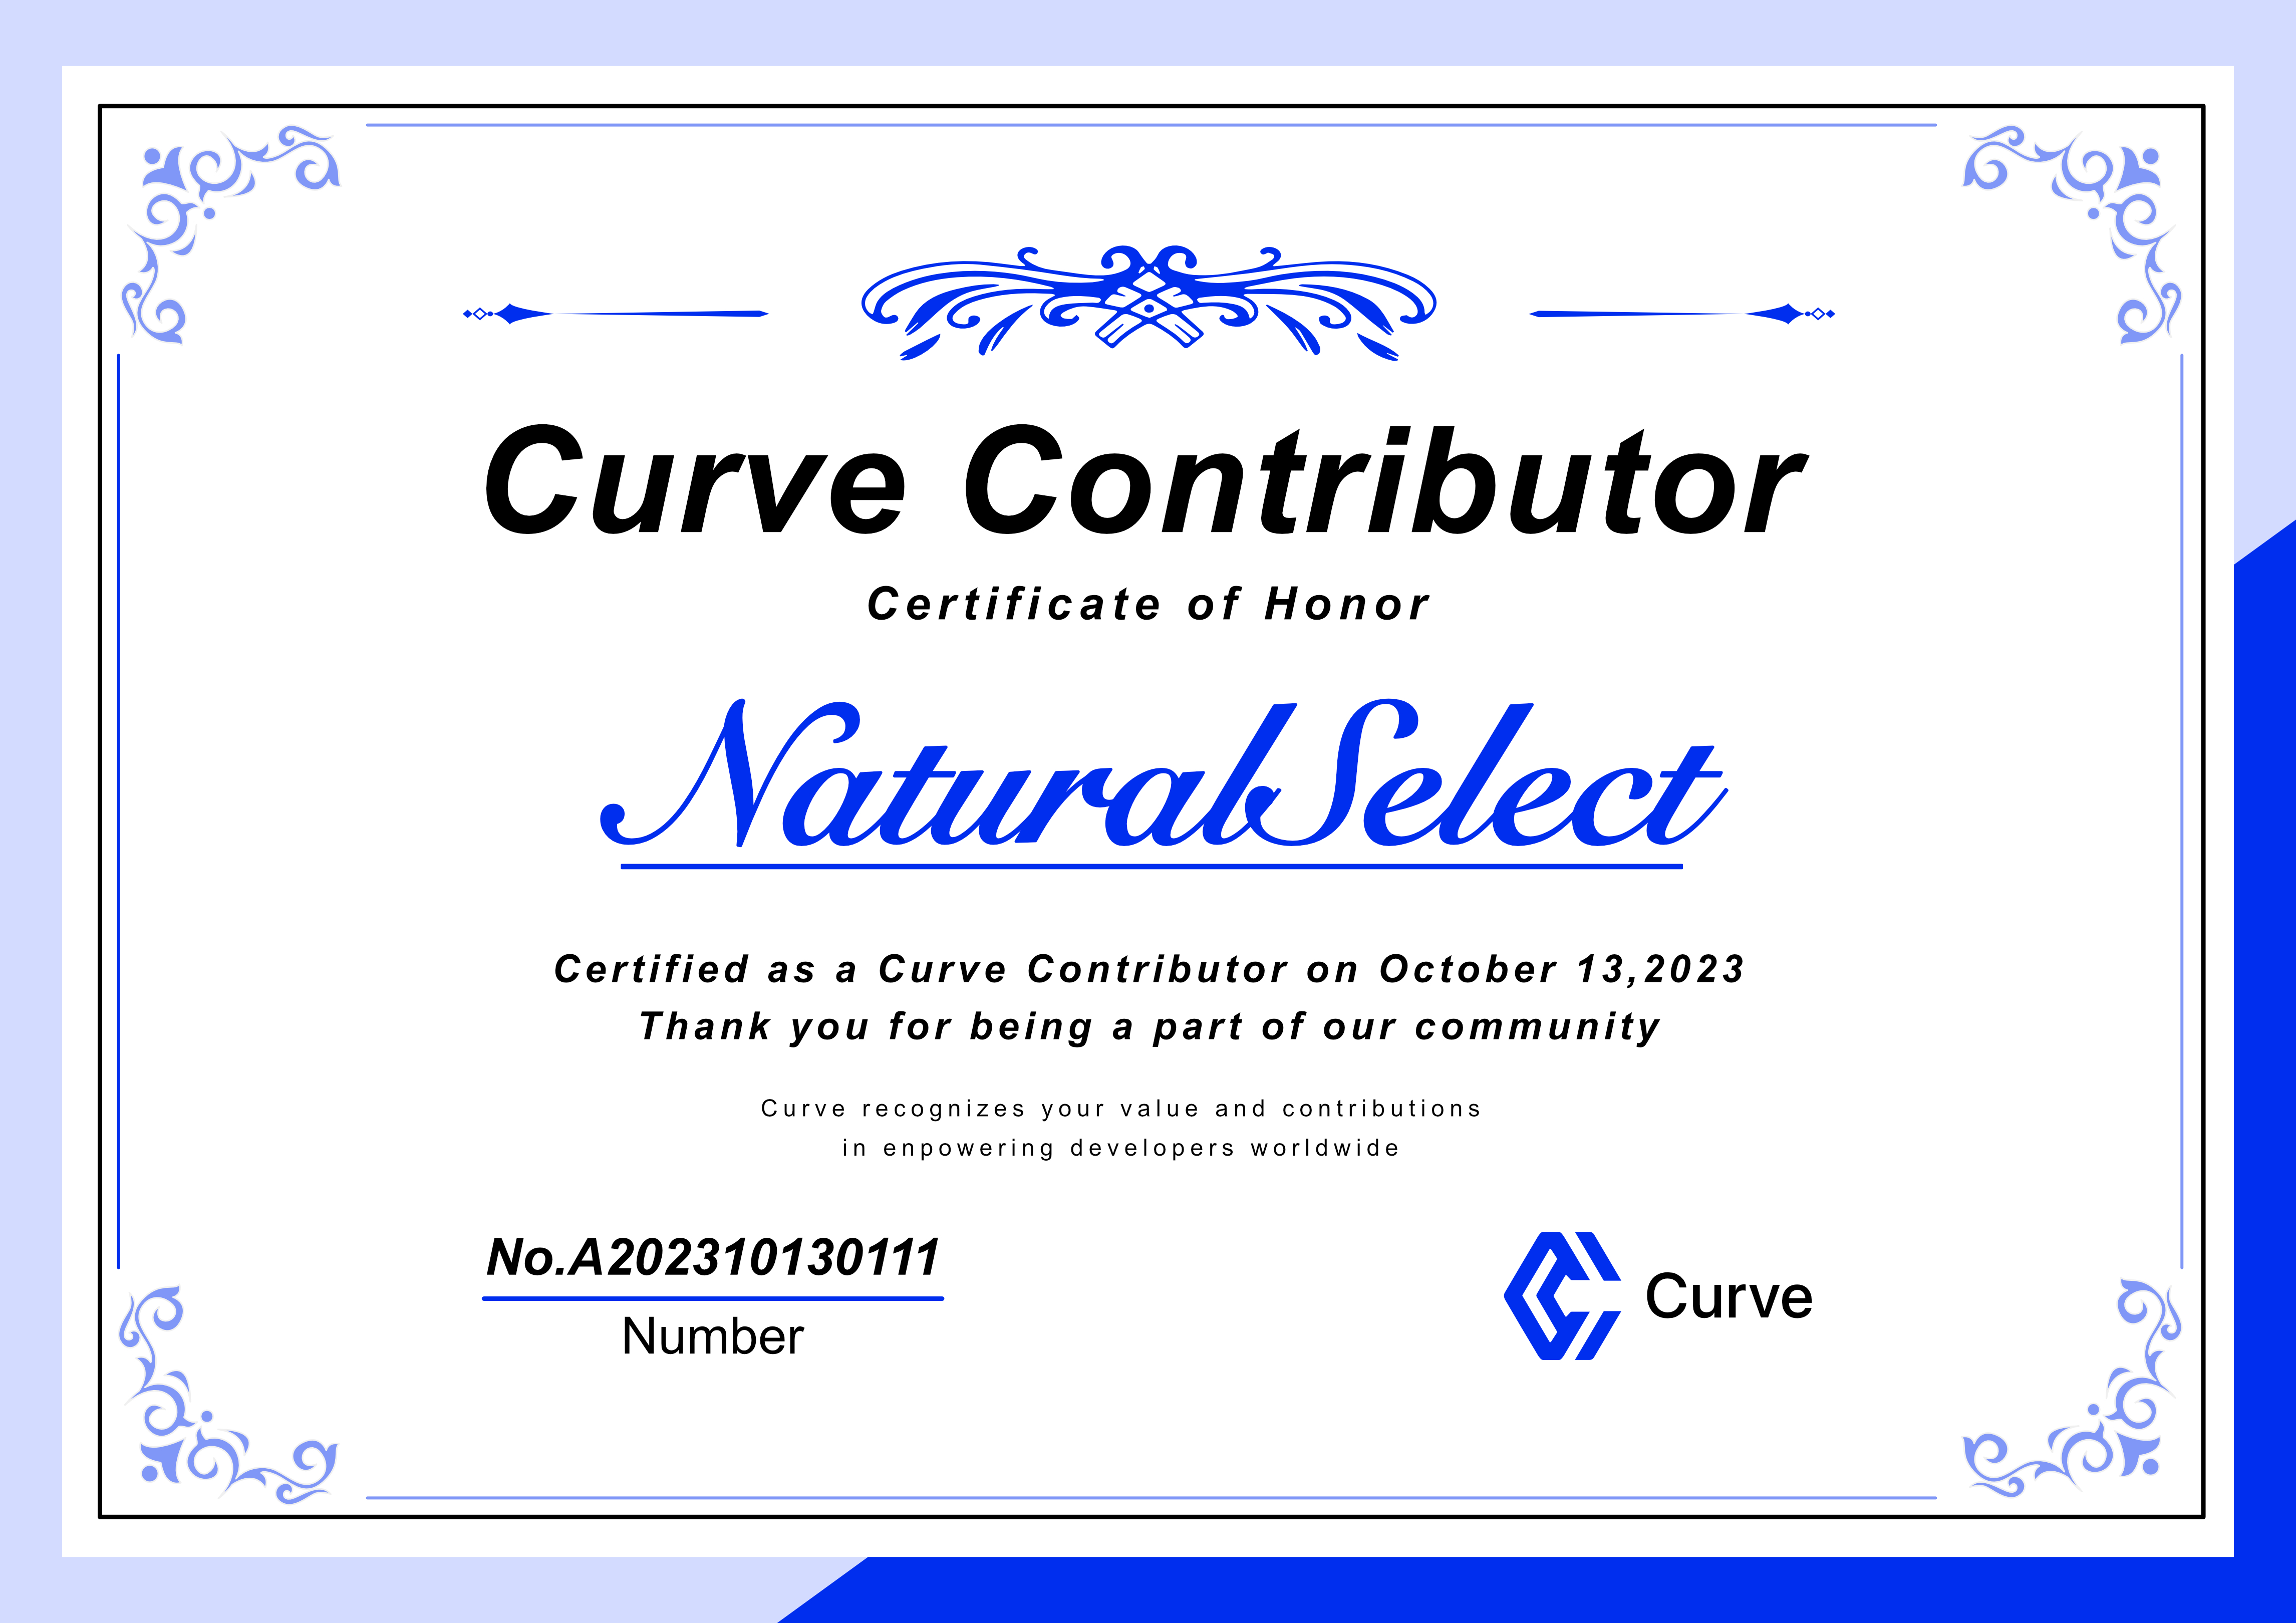 Curve Contributor
Certificate of Honor
NaturalSelect
Certified as a Curve Contributor on October 13,2023
Thank you for being a part of our community
Curve recognizes your value and contributions
in enpowering developers worldwide
No.A202310130111
Number
Curve